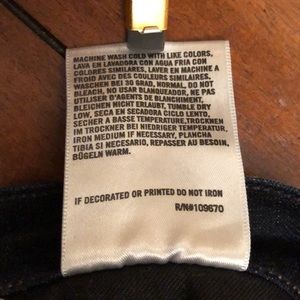 MACHINE WASH COLD WITH LIKE COLORS,
LAVA EN LAVADORA CON AGUA FRIA CON
COLORES SIMILARES, LAVER EN MACHINE A
FROID AVEC DES COULEURS SIMILAIRES,
WASCHEN BEI 30 GRAD, NORMAL, DO NOT
BLEACH, NO USAR BLANQUEADOR, NE PAS
UTILISER D'AGENTS DE BLANCHIMENT,
BLEICHEN NICHT ERLAUBT, TUMBLE DRY
LOW, SECA EN SECADORA CICLO LENTO,
SECHER A BASSE TEMPERATURE,TROCKNEN
IM TROCKNER BEI NIEDRIGER TEMPERATUR,
IRON MEDIUM IF NECESSARY, PLANCHA
TIBIA SI NECESARIO, REPASSER AU BESOIN,
BÜGELN WARM.
IF DECORATED OR PRINTED DO NOT IRON
R/N#109670